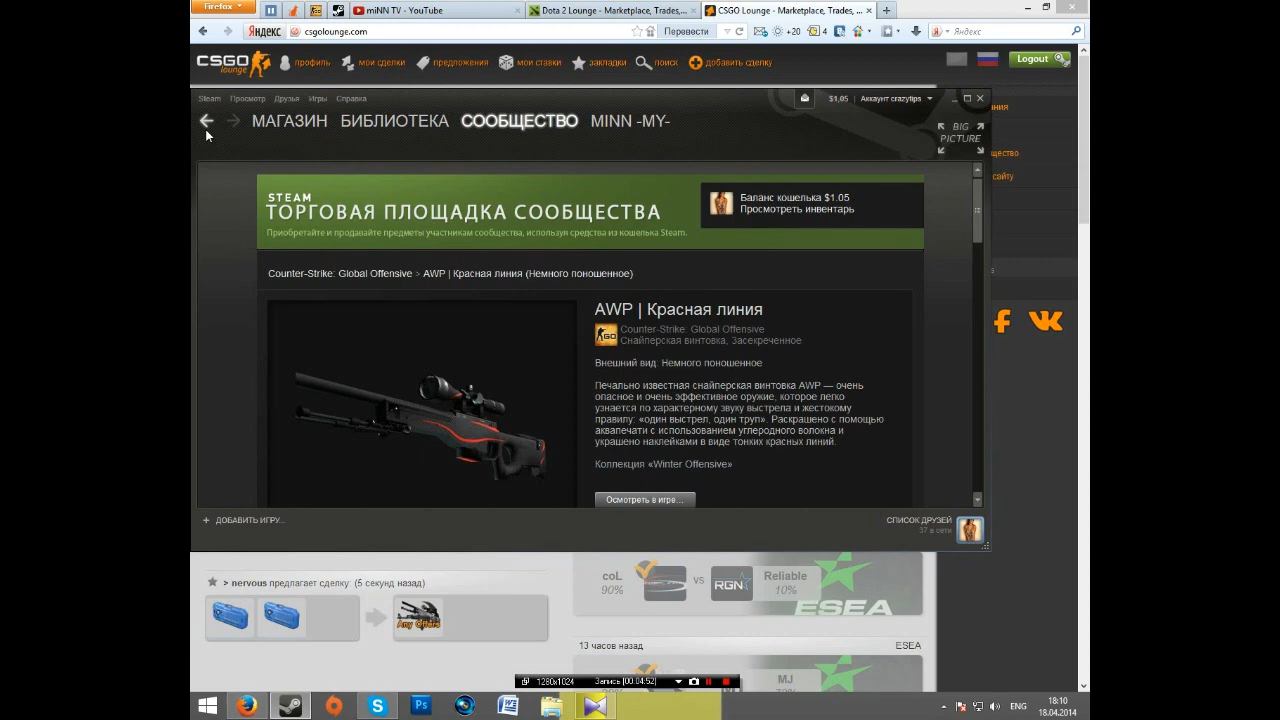 Firefox
miNN TV - YouTube
Dota 2 Lounge - Marketplace, Trades,...
CSGO Lounge - Marketplace, Trades, ...
Яндекс
csgolounge.com
Перевести
+20
4
Яндекс
CSGO
lounge
профиль
мои сделки
предложения
мои ставки
закладки
поиск
добавить сделку
Logout
Steam
Просмотр
Друзья
Игры
Справка
$1,05
Аккаунт crazytips
МАГАЗИН
БИБЛИОТЕКА
СООБЩЕСТВО
MINN -MY-
BIG
PICTURE
STEAM
ТОРГОВАЯ ПЛОЩАДКА СООБЩЕСТВА
Приобретайте и продавайте предметы участникам сообщества, используя средства из кошелька Steam.
Баланс кошелька $1.05
Просмотреть инвентарь
Counter-Strike: Global Offensive > AWP | Красная линия (Немного поношенное)
AWP | Красная линия
GO
Counter-Strike: Global Offensive
Снайперская винтовка, Засекреченное
Внешний вид: Немного поношенное
Печально известная снайперская винтовка AWP — очень
опасное и очень эффективное оружие, которое легко
узнается по характерному звуку выстрела и жестокому
правилу: «один выстрел, один труп». Раскрашено с помощью
аквапечати с использованием углеродного волокна и
украшено наклейками в виде тонких красных линий.
Коллекция «Winter Offensive»
Осмотреть в игре...
+ ДОБАВИТЬ ИГРУ...
СПИСОК ДРУЗЕЙ
37 в сети
> nervous предлагает сделку: (5 секунд назад)
Any Offers
coL
90%
vs
RGN
Reliable
10%
ESEA
13 часов назад
ESEA
MJ
1280x1024
Запись [00:04:52]
ENG
18:10
18.04.2014